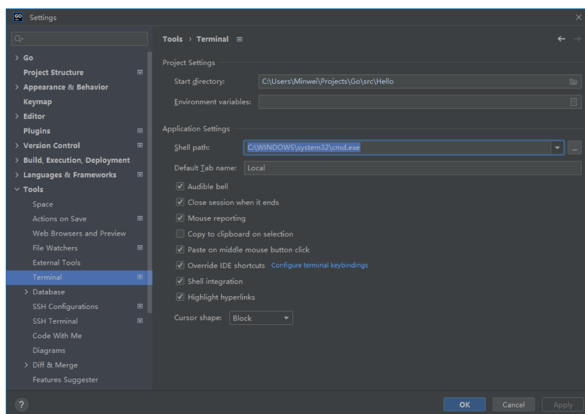 GO Settings
Tools › Terminal
Project Settings
Start directory: C:\Users\Minwei\Projects\Go\src\Hello
Environment variables:
Application Settings
Shell path: C:\WINDOWS\system32\cmd.exe
Default Tab name: Local
Audible bell
Close session when it ends
Mouse reporting
Copy to clipboard on selection
Paste on middle mouse button click
Override IDE shortcuts Configure terminal keybindings
Shell integration
Highlight hyperlinks
Cursor shape: Block
Go
Project Structure
Appearance & Behavior
Keymap
Editor
Plugins
Version Control
Build, Execution, Deployment
Languages & Frameworks
Tools
Space
Actions on Save
Web Browsers and Preview
File Watchers
External Tools
Terminal
Database
SSH Configurations
SSH Terminal
Code With Me
Diagrams
Diff & Merge
Features Suggester
?
OK Cancel Apply